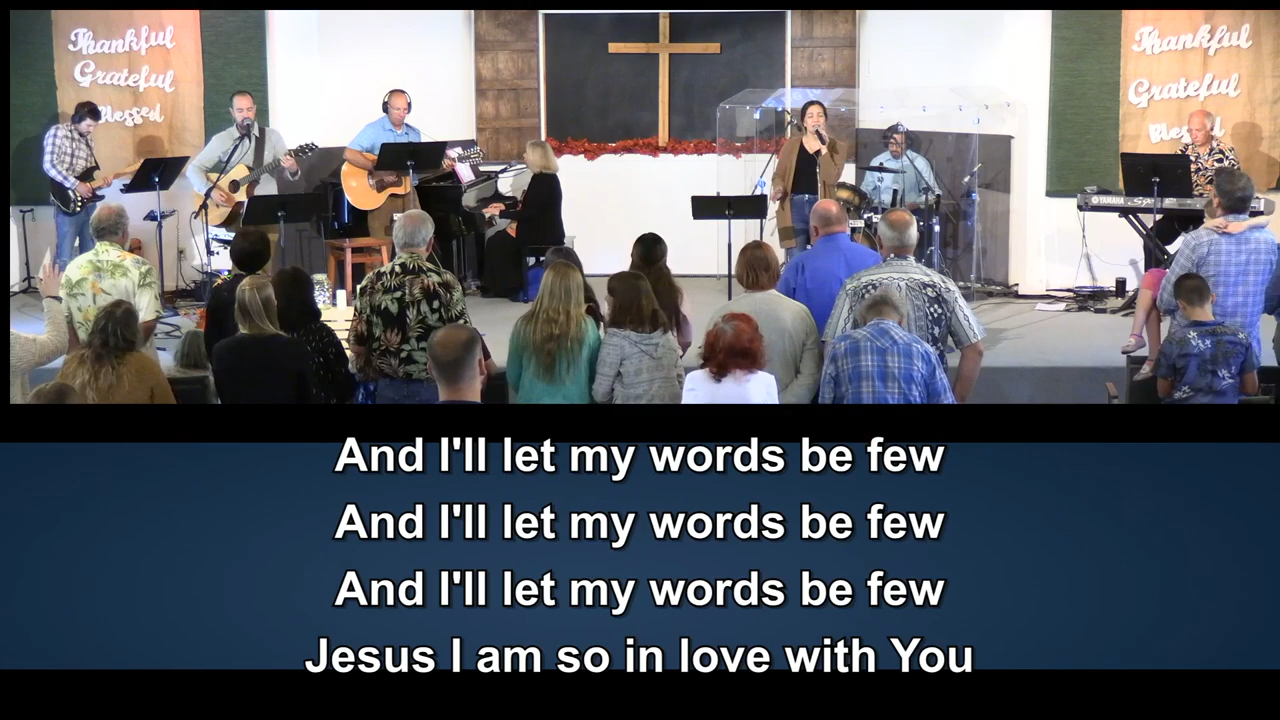 Thankful
Grateful
Blessed
Thankful
Grateful
Blessed
YAMAHA
And I'll let my words be few
And I'll let my words be few
And I'll let my words be few
Jesus I am so in love with You